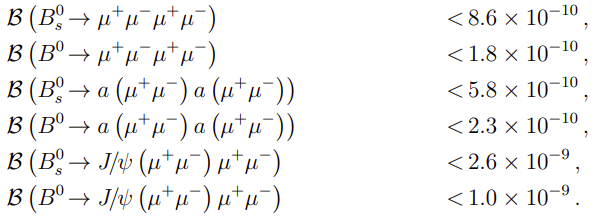 ℬ (B⁰ₛ → μ⁺μ⁻μ⁺μ⁻) < 8.6 × 10⁻¹⁰ ,
ℬ (B⁰ → μ⁺μ⁻μ⁺μ⁻) < 1.8 × 10⁻¹⁰ ,
ℬ (B⁰ₛ → a (μ⁺μ⁻) a (μ⁺μ⁻)) < 5.8 × 10⁻¹⁰ ,
ℬ (B⁰ → a (μ⁺μ⁻) a (μ⁺μ⁻)) < 2.3 × 10⁻¹⁰ ,
ℬ (B⁰ₛ → J/ψ (μ⁺μ⁻) μ⁺μ⁻) < 2.6 × 10⁻⁹ ,
ℬ (B⁰ → J/ψ (μ⁺μ⁻) μ⁺μ⁻) < 1.0 × 10⁻⁹ .